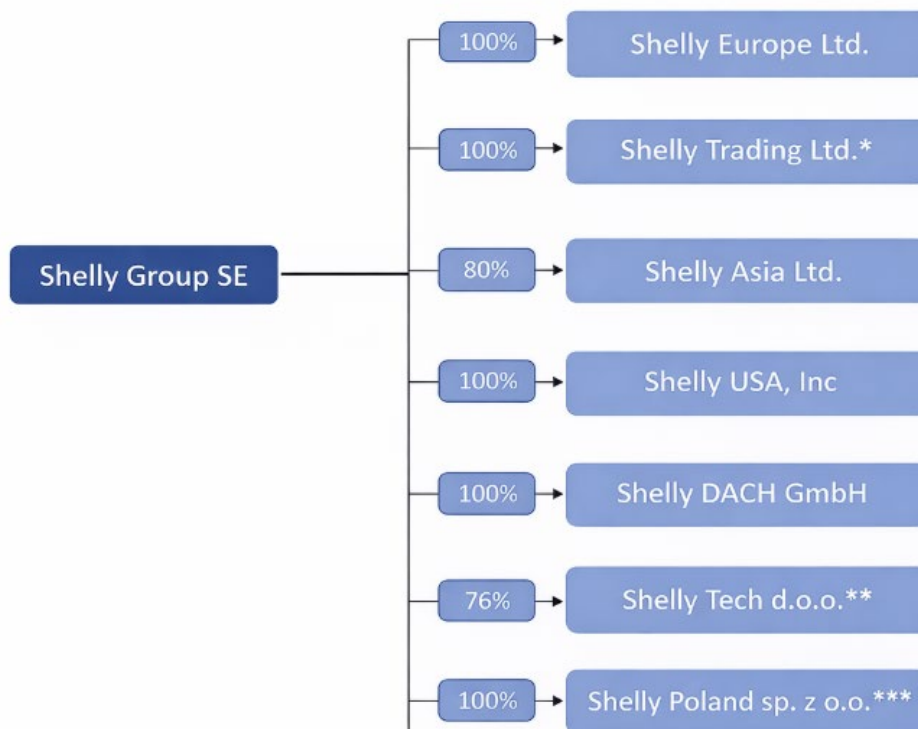 100%
Shelly Europe Ltd.
100%
Shelly Trading Ltd.*
Shelly Group SE
80%
Shelly Asia Ltd.
100%
Shelly USA, Inc
100%
Shelly DACH GmbH
76%
Shelly Tech d.o.o.**
100%
Shelly Poland sp. z o.o.***